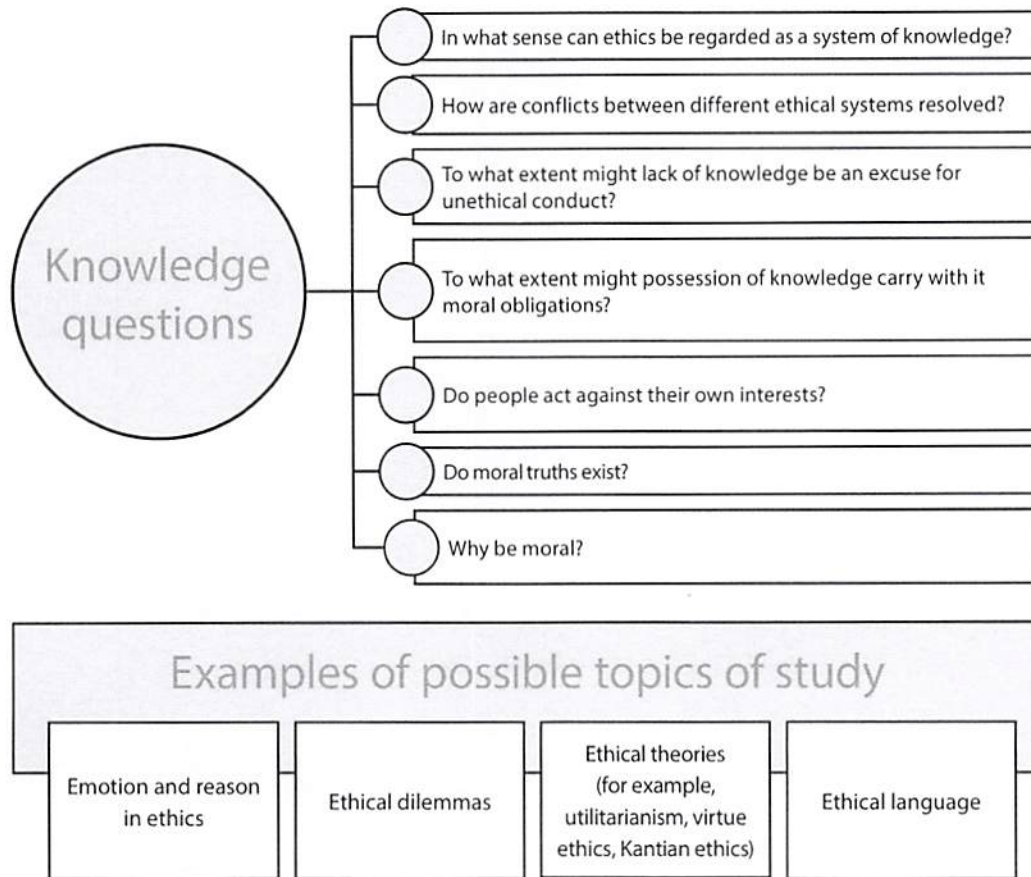 In what sense can ethics be regarded as a system of knowledge?
How are conflicts between different ethical systems resolved?
To what extent might lack of knowledge be an excuse for
unethical conduct?
Knowledge
questions
To what extent might possession of knowledge carry with it
moral obligations?
Do people act against their own interests?
Do moral truths exist?
Why be moral?
Examples of possible topics of study
Emotion and reason
in ethics
Ethical dilemmas
Ethical theories
(for example,
utilitarianism, virtue
ethics, Kantian ethics)
Ethical language